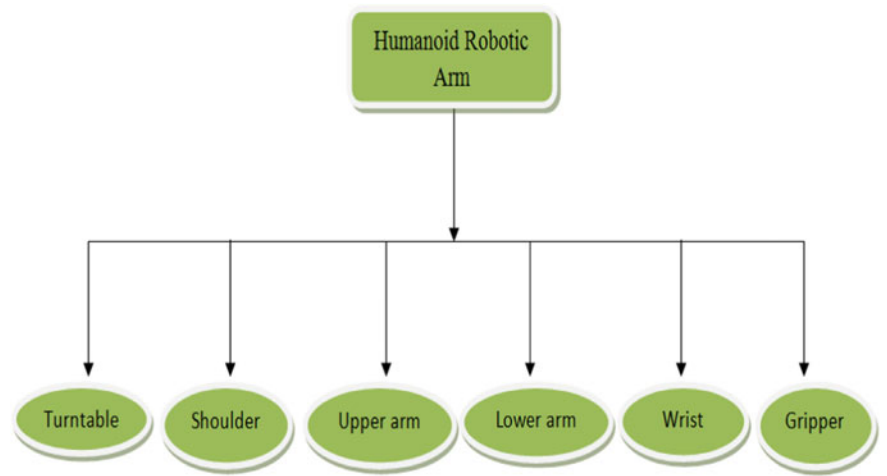 Humanoid Robotic
Arm
Turntable
Shoulder
Upper arm
Lower arm
Wrist
Gripper